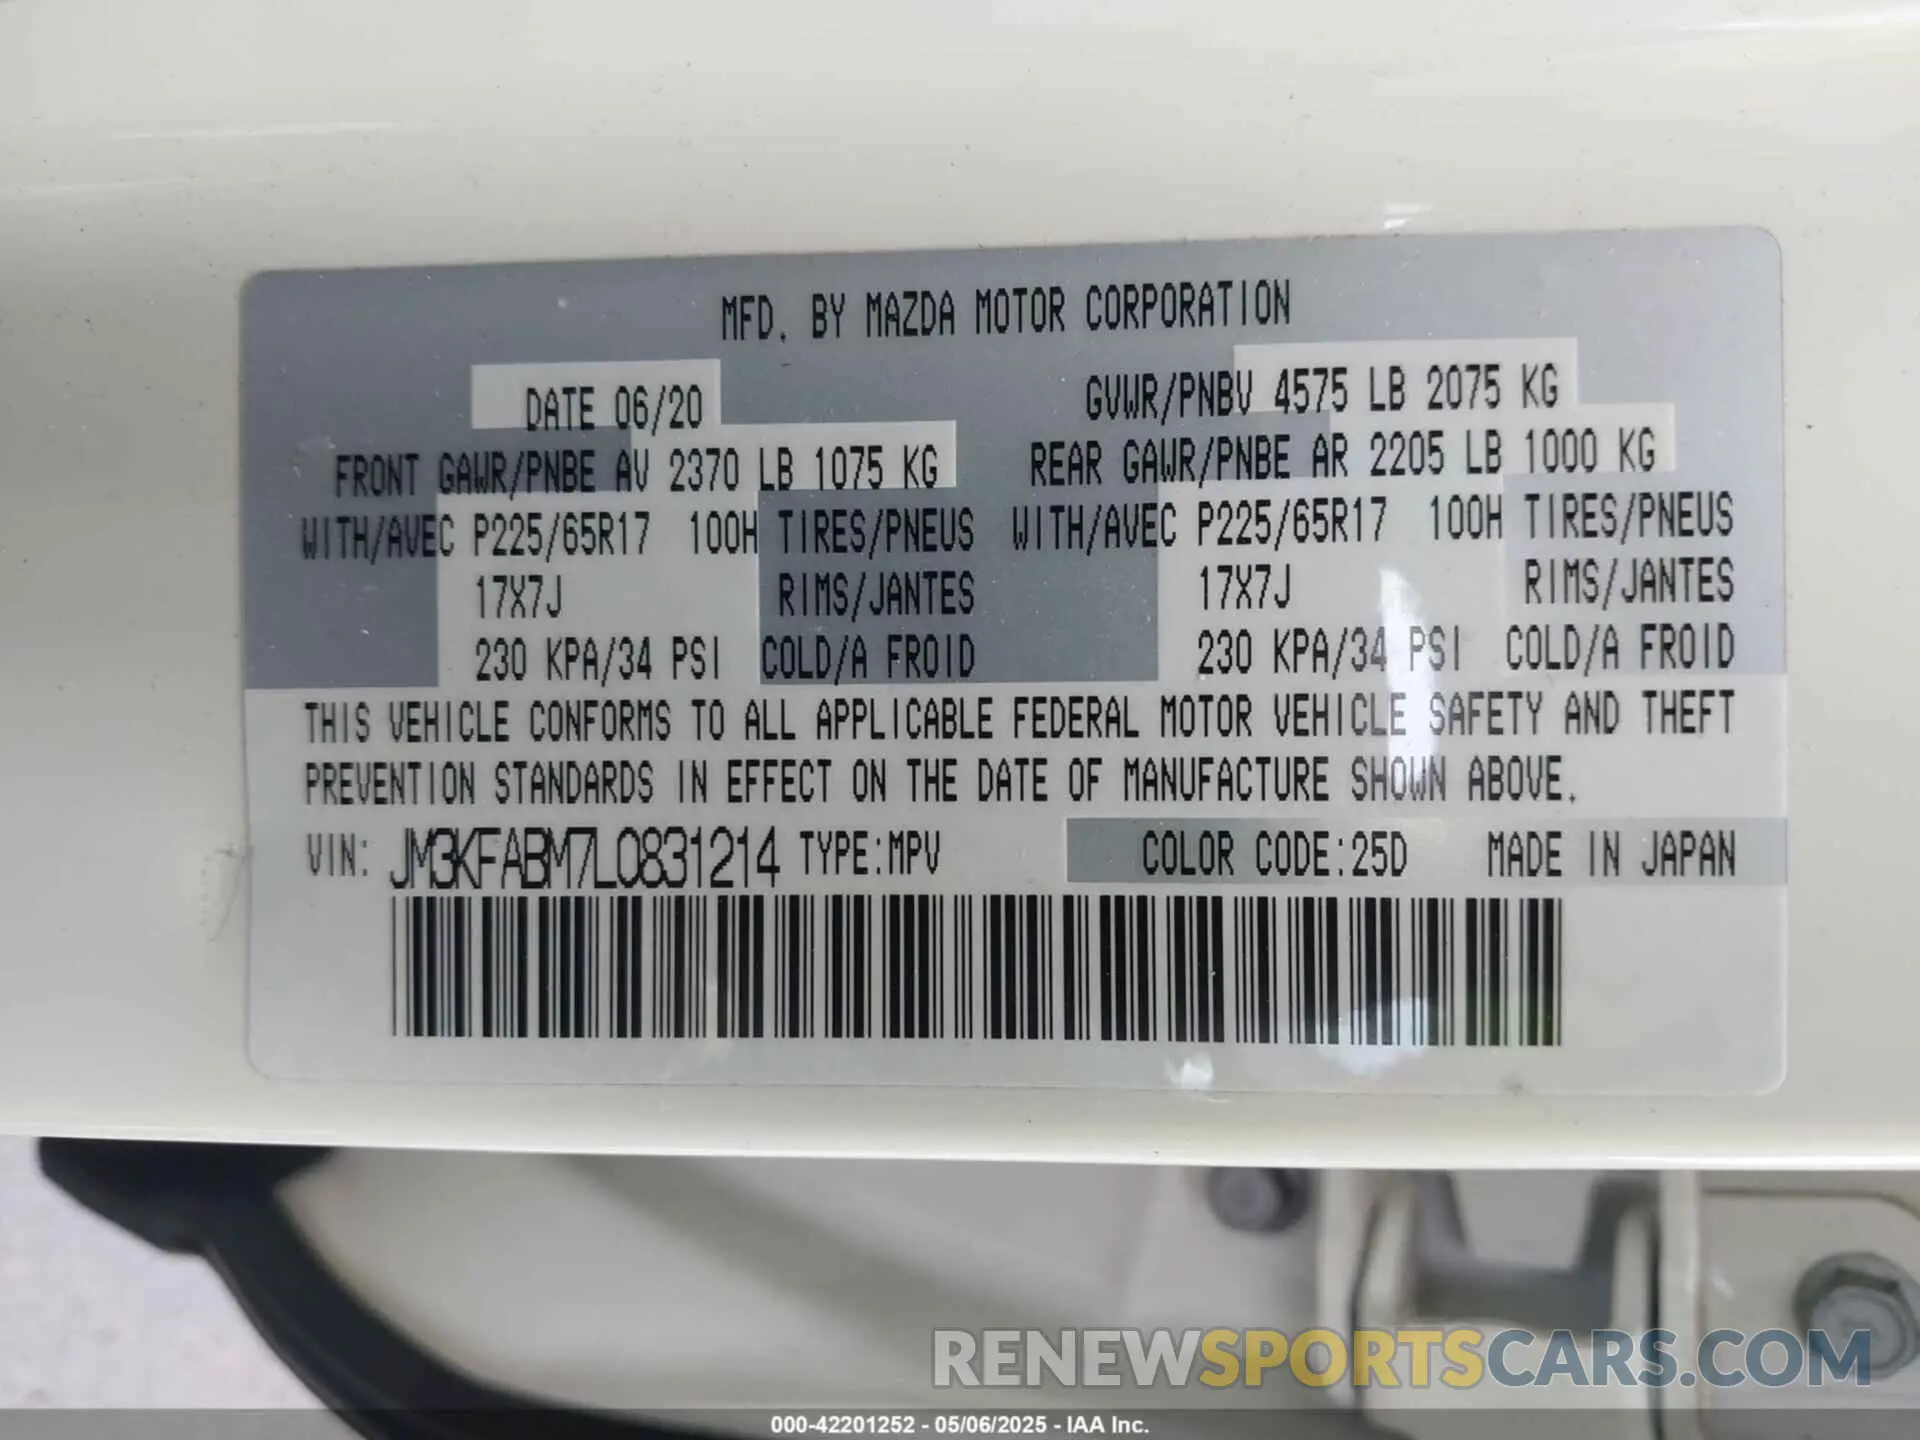 MFD. BY MAZDA MOTOR CORPORATION
DATE 06/20 GVWR/PNBV 4575 LB 2075 KG
FRONT GAWR/PNBE AV 2370 LB 1075 KG REAR GAWR/PNBE AR 2205 LB 1000 KG
WITH/AVEC P225/65R17 100H TIRES/PNEUS WITH/AVEC P225/65R17 100H TIRES/PNEUS
17X7J RIMS/JANTES 17X7J RIMS/JANTES
230 KPA/34 PSI COLD/A FROID 230 KPA/34 PSI COLD/A FROID
THIS VEHICLE CONFORMS TO ALL APPLICABLE FEDERAL MOTOR VEHICLE SAFETY AND THEFT
PREVENTION STANDARDS IN EFFECT ON THE DATE OF MANUFACTURE SHOWN ABOVE.
VIN: JM3KFABM7L0831214 TYPE:MPV COLOR CODE:25D MADE IN JAPAN
RENEWSPORTSCARS.COM
000-42201252 - 05/06/2025 - IAA Inc.